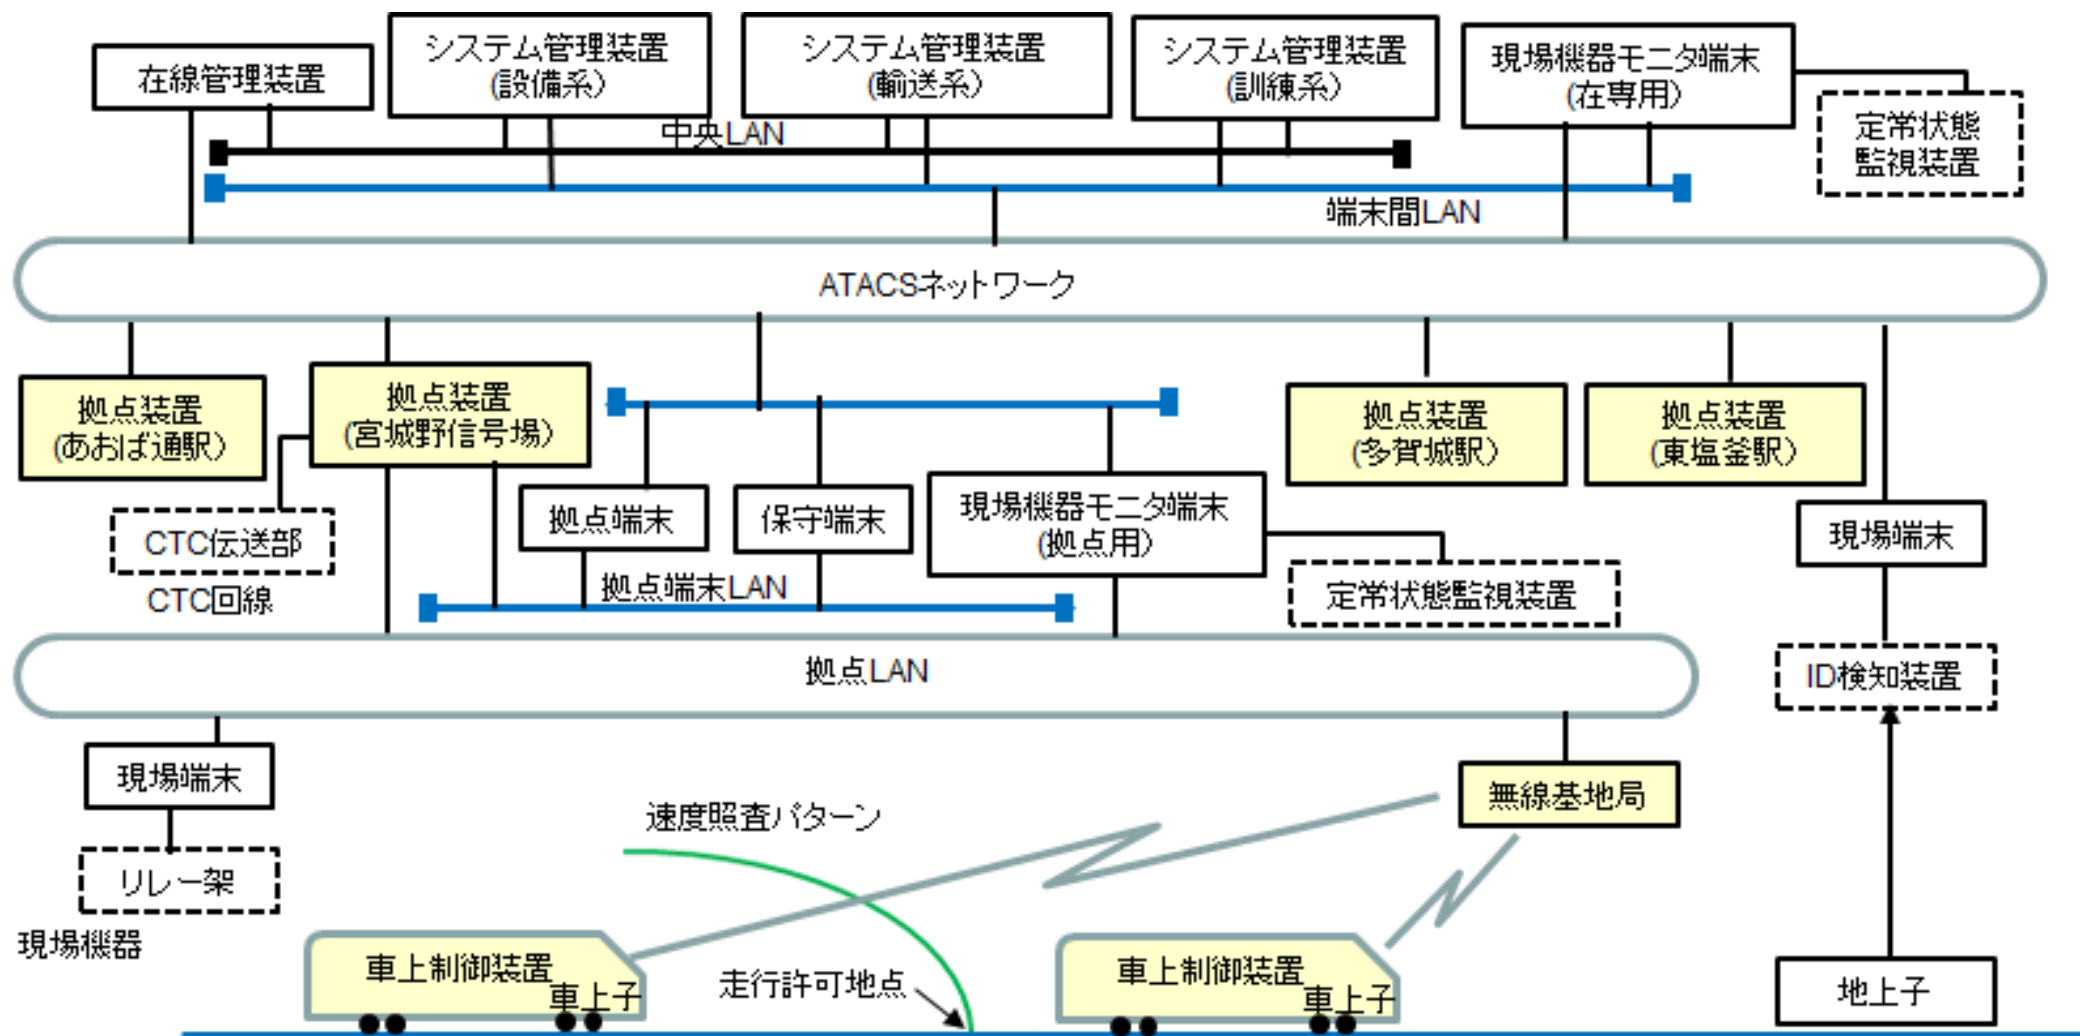 在線管理装置
システム管理装置
(設備系)
システム管理装置
(輸送系)
システム管理装置
(訓練系)
現場機器モニタ端末
(在専用)
定常状態
監視装置
中央LAN
端末間LAN
ATACSネットワーク
拠点装置
(あおば通駅)
拠点装置
(宮城野信号場)
拠点装置
(多賀城駅)
拠点装置
(東塩釜駅)
拠点端末
保守端末
現場機器モニタ端末
(拠点用)
現場端末
CTC伝送部
CTC回線
拠点端末LAN
定常状態監視装置
拠点LAN
ID検知装置
現場端末
無線基地局
速度照査パターン
リレー架
現場機器
車上制御装置
車上子
走行許可地点
車上制御装置
車上子
地上子